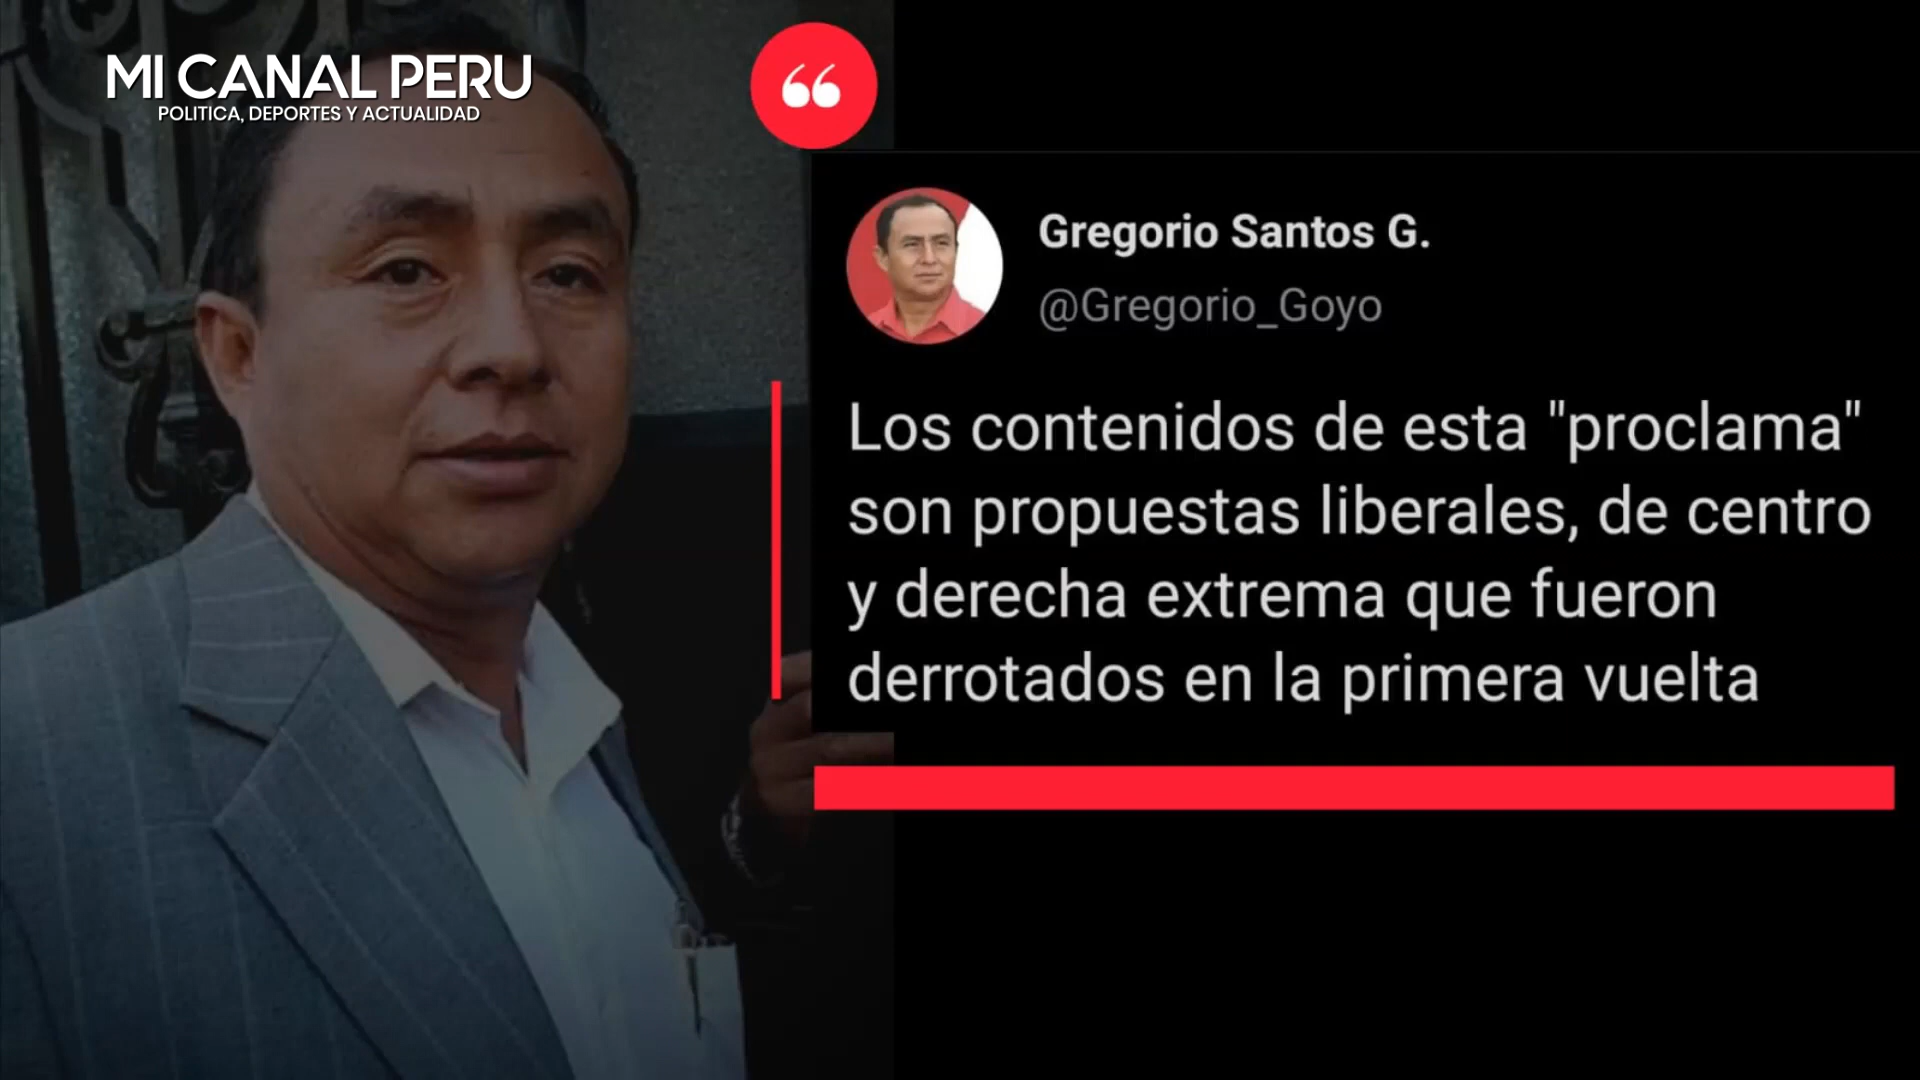 MI CANAL PERU
POLITICA, DEPORTES Y ACTUALIDAD
Gregorio Santos G.
@Gregorio_Goyo
Los contenidos de esta "proclama"
son propuestas liberales, de centro
y derecha extrema que fueron
derrotados en la primera vuelta